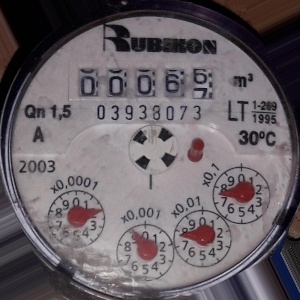 RUBIKON
0006 m³
Qn 1,5 03938073 LT 1-269
1995
A 30°C
2003
x0,0001 x0,001 x0,01 x0,1